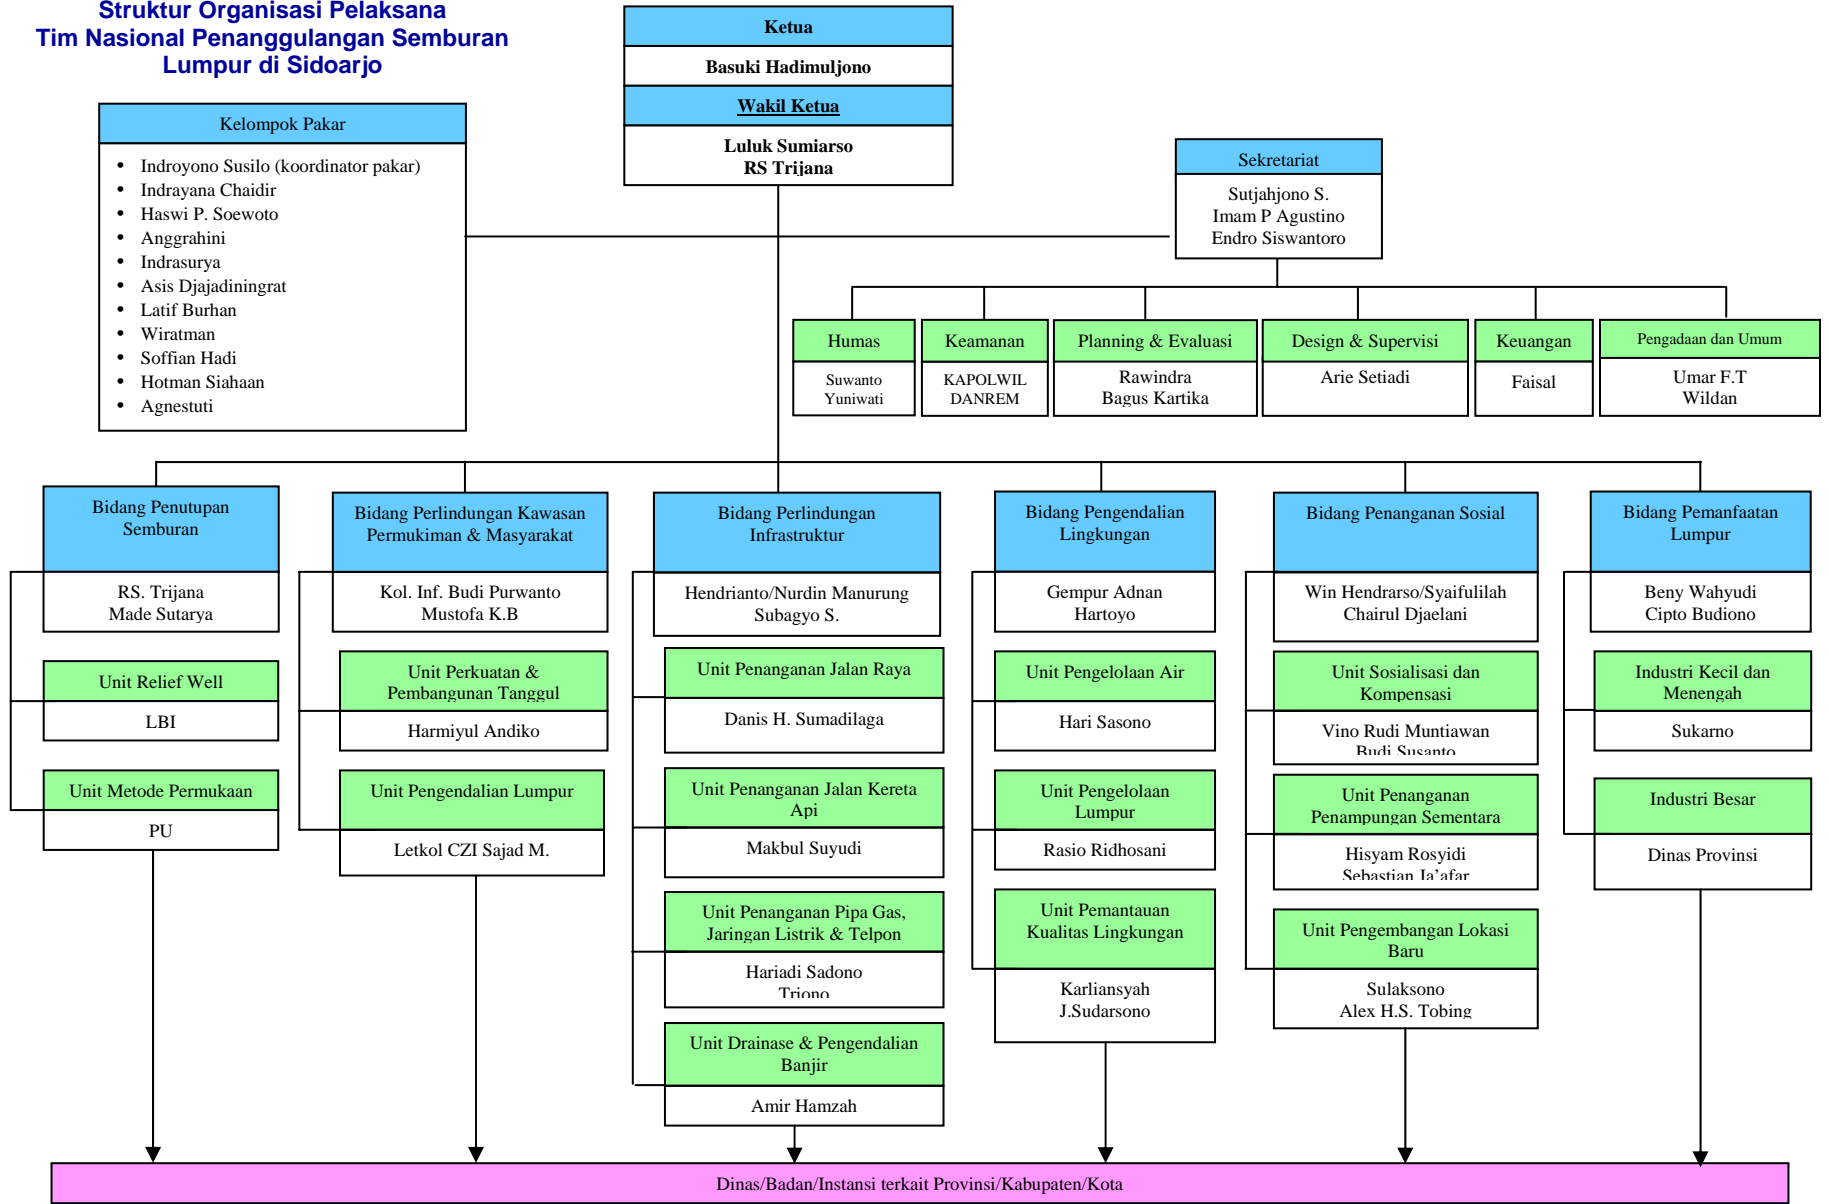 Struktur Organisasi Pelaksana
Tim Nasional Penanggulangan Semburan
Lumpur di Sidoarjo
Ketua
Basuki Hadimuljono
Wakil Ketua
Luluk Sumiarso
RS Trijana
Kelompok Pakar
• Indroyono Susilo (koordinator pakar)
• Indrayana Chaidir
• Haswi P. Soewoto
• Anggrahini
• Indrasurya
• Asis Djajadiningrat
• Latif Burhan
• Wiratman
• Soffian Hadi
• Hotman Siahaan
• Agnestuti
Sekretariat
Sutjahjono S.
Imam P Agustino
Endro Siswantoro
Humas
Suwanto
Yuniwati
Keamanan
KAPOLWIL
DANREM
Planning & Evaluasi
Rawindra
Bagus Kartika
Design & Supervisi
Arie Setiadi
Keuangan
Faisal
Pengadaan dan Umum
Umar F.T
Wildan
Bidang Penutupan
Semburan
RS. Trijana
Made Sutarya
Unit Relief Well
LBI
Unit Metode Permukaan
PU
Bidang Perlindungan Kawasan
Permukiman & Masyarakat
Kol. Inf. Budi Purwanto
Mustofa K.B
Unit Perkuatan &
Pembangunan Tanggul
Harmiyul Andiko
Unit Pengendalian Lumpur
Letkol CZI Sajad M.
Bidang Perlindungan
Infrastruktur
Hendrianto/Nurdin Manurung
Subagyo S.
Unit Penanganan Jalan Raya
Danis H. Sumadilaga
Unit Penanganan Jalan Kereta
Api
Makbul Suyudi
Unit Penanganan Pipa Gas,
Jaringan Listrik & Telpon
Hariadi Sadono
Triono
Unit Drainase & Pengendalian
Banjir
Amir Hamzah
Bidang Pengendalian
Lingkungan
Gempur Adnan
Hartoyo
Unit Pengelolaan Air
Hari Sasono
Unit Pengelolaan
Lumpur
Rasio Ridhosani
Unit Pemantauan
Kualitas Lingkungan
Karliansyah
J.Sudarsono
Bidang Penanganan Sosial
Win Hendrarso/Syaifulilah
Chairul Djaelani
Unit Sosialisasi dan
Kompensasi
Vino Rudi Muntiawan
Budi Susanto
Unit Penanganan
Penampungan Sementara
Hisyam Rosyidi
Sebastian Ja'afar
Unit Pengembangan Lokasi
Baru
Sulaksono
Alex H.S. Tobing
Bidang Pemanfaatan
Lumpur
Beny Wahyudi
Cipto Budiono
Industri Kecil dan
Menengah
Sukarno
Industri Besar
Dinas Provinsi
Dinas/Badan/Instansi terkait Provinsi/Kabupaten/Kota